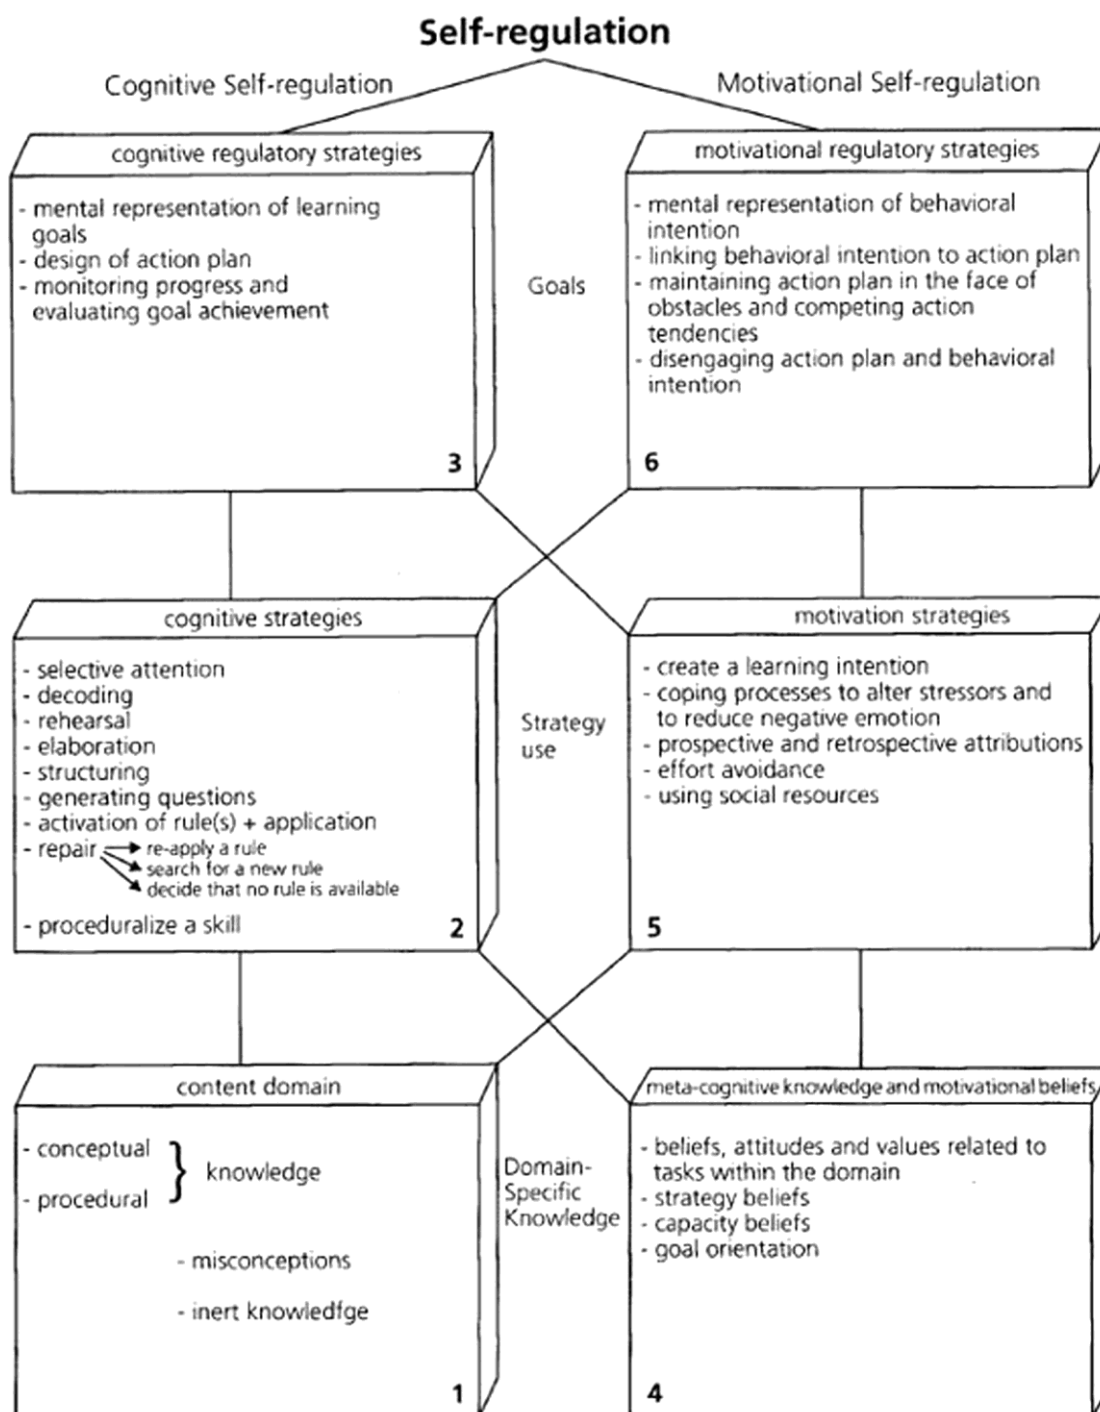 Self-regulation
Cognitive Self-regulation
Motivational Self-regulation
cognitive regulatory strategies
- mental representation of learning
goals
- design of action plan
- monitoring progress and
evaluating goal achievement
3
Goals
motivational regulatory strategies
- mental representation of behavioral
intention
- linking behavioral intention to action plan
- maintaining action plan in the face of
obstacles and competing action
tendencies
- disengaging action plan and behavioral
intention
6
cognitive strategies
- selective attention
- decoding
- rehearsal
- elaboration
- structuring
- generating questions
- activation of rule(s) + application
- repair re-apply a rule
search for a new rule
decide that no rule is available
- proceduralize a skill
2
Strategy
use
motivation strategies
- create a learning intention
- coping processes to alter stressors and
to reduce negative emotion
- prospective and retrospective attributions
- effort avoidance
- using social resources
5
content domain
- conceptual
- procedural
} knowledge
- misconceptions
- inert knowledfge
1
Domain-
Specific
Knowledge
meta-cognitive knowledge and motivational beliefs
- beliefs, attitudes and values related to
tasks within the domain
- strategy beliefs
- capacity beliefs
- goal orientation
4